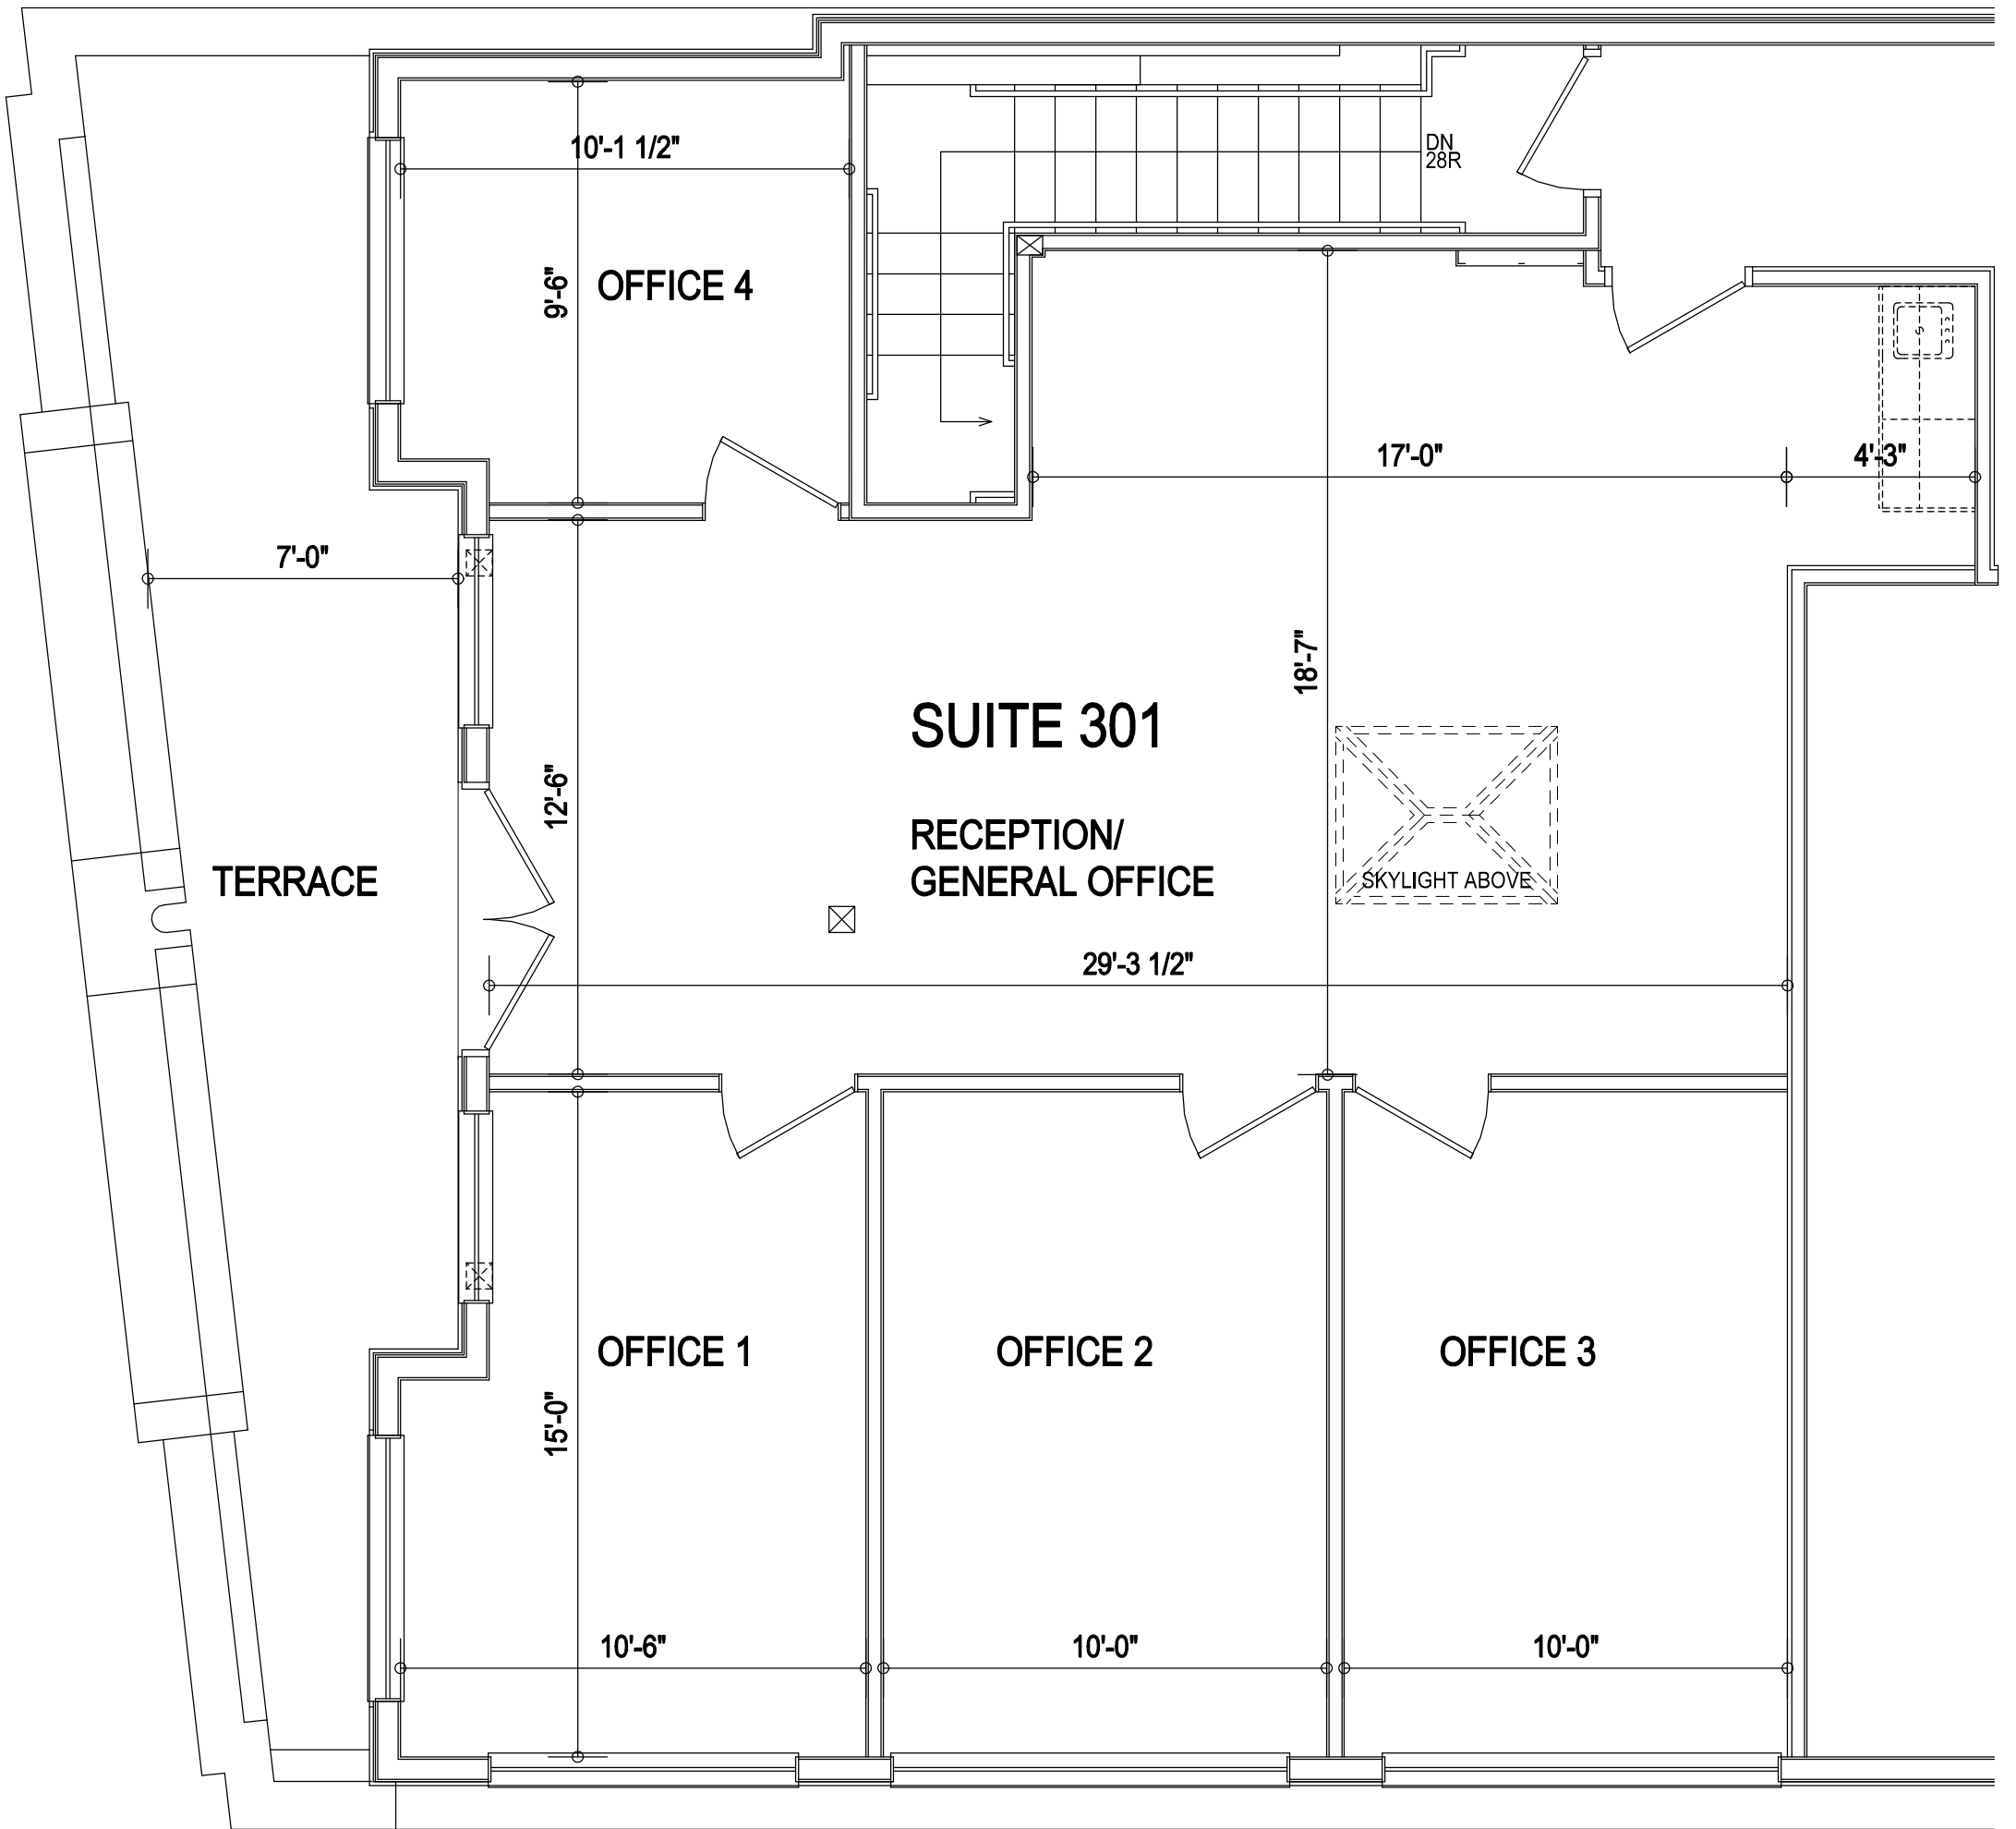 10'-1 1/2"
DN
28R
9'-6"
OFFICE 4
17'-0"
4'-3"
7'-0"
18'-7"
SUITE 301
12'-6"
RECEPTION/
GENERAL OFFICE
TERRACE
SKYLIGHT ABOVE
29'-3 1/2"
OFFICE 1
OFFICE 2
OFFICE 3
15'-0"
10'-6"
10'-0"
10'-0"